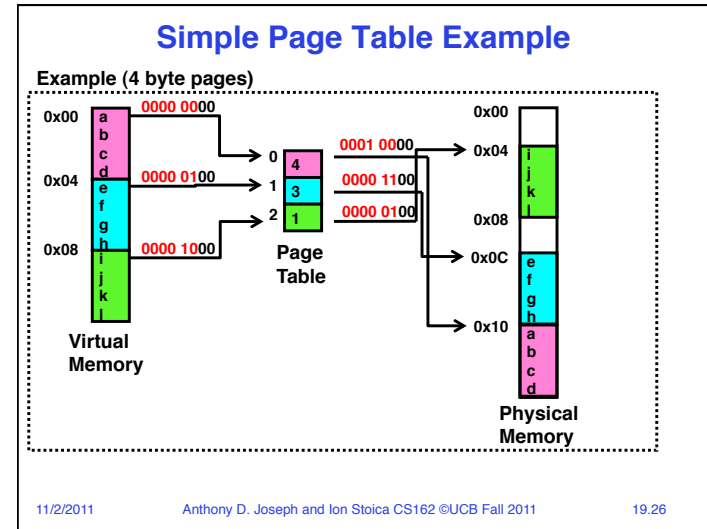 Simple Page Table Example
Example (4 byte pages)
0x00
a
b
c
d
0x04
e
f
g
h
0x08
i
j
k
l
Virtual
Memory
0000 0000
0000 0100
0000 1000
0
4
1
3
2
1
Page
Table
0001 0000
0000 1100
0000 0100
0x00
0x04
i
j
k
l
0x08
0x0C
e
f
g
h
0x10
a
b
c
d
Physical
Memory
11/2/2011 Anthony D. Joseph and Ion Stoica CS162 ©UCB Fall 2011 19.26